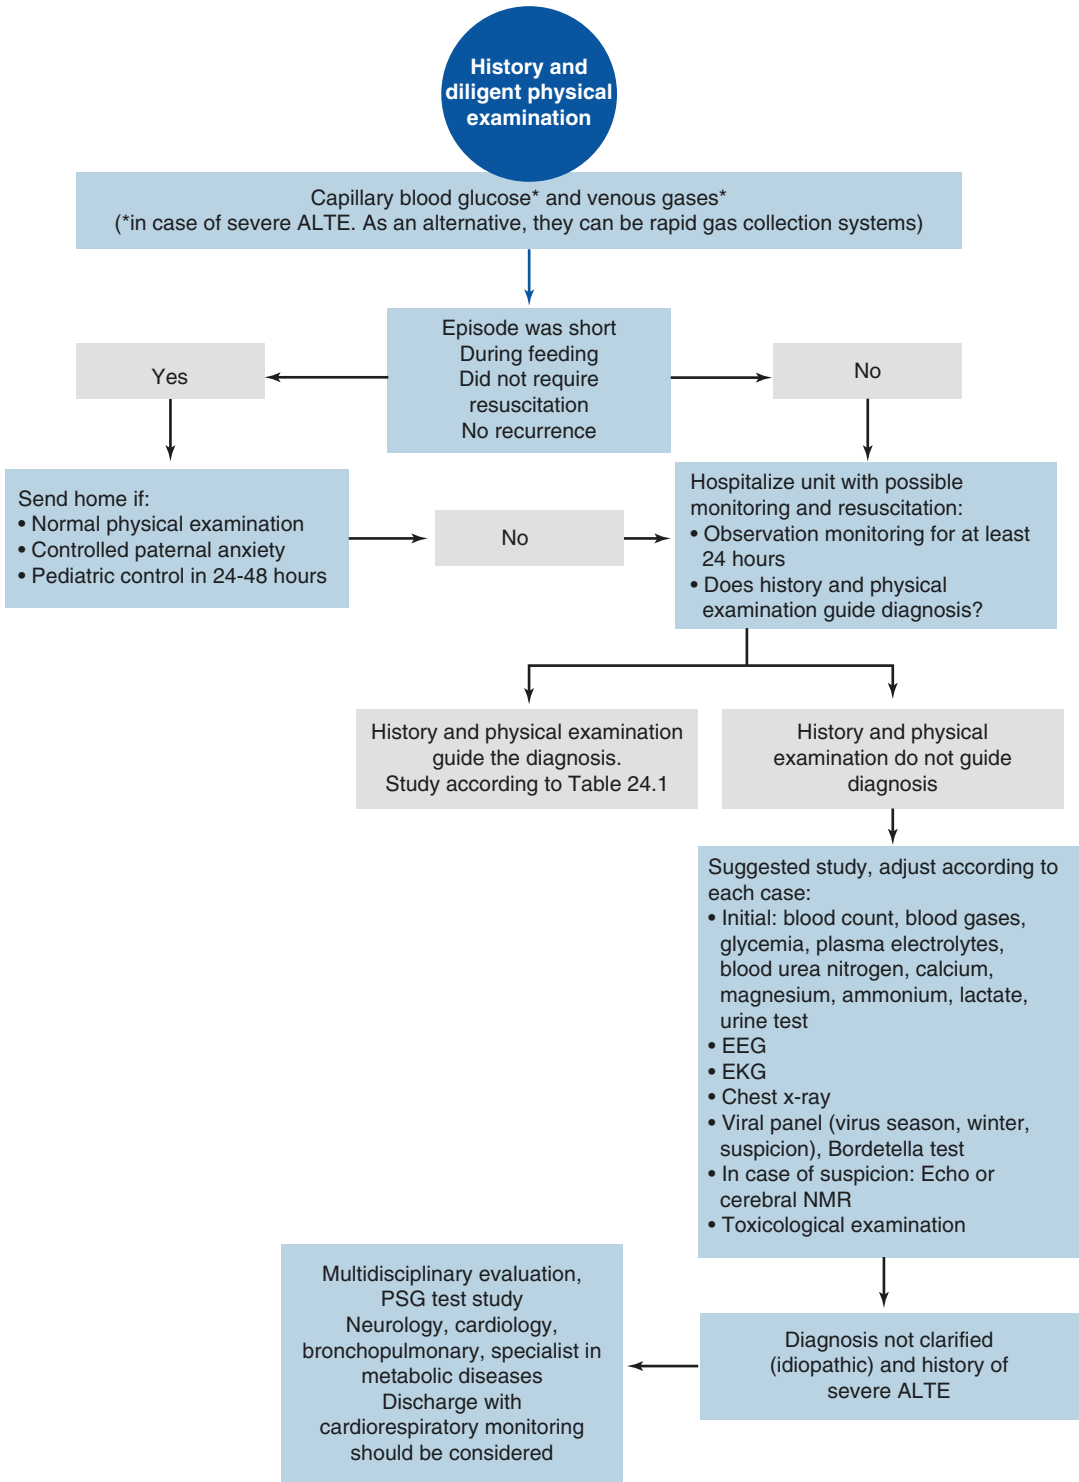 History and
diligent physical
examination
Capillary blood glucose* and venous gases*
(*in case of severe ALTE. As an alternative, they can be rapid gas collection systems)
Episode was short
During feeding
Did not require
resuscitation
No recurrence
Yes
No
Send home if:
• Normal physical examination
• Controlled paternal anxiety
• Pediatric control in 24-48 hours
No
Hospitalize unit with possible
monitoring and resuscitation:
• Observation monitoring for at least
24 hours
• Does history and physical
examination guide diagnosis?
History and physical examination
guide the diagnosis.
Study according to Table 24.1
History and physical
examination do not guide
diagnosis
Suggested study, adjust according to
each case:
• Initial: blood count, blood gases,
glycemia, plasma electrolytes,
blood urea nitrogen, calcium,
magnesium, ammonium, lactate,
urine test
• EEG
• EKG
• Chest x-ray
• Viral panel (virus season, winter,
suspicion), Bordetella test
• In case of suspicion: Echo or
cerebral NMR
• Toxicological examination
Diagnosis not clarified
(idiopathic) and history of
severe ALTE
Multidisciplinary evaluation,
PSG test study
Neurology, cardiology,
bronchopulmonary, specialist in
metabolic diseases
Discharge with
cardiorespiratory monitoring
should be considered